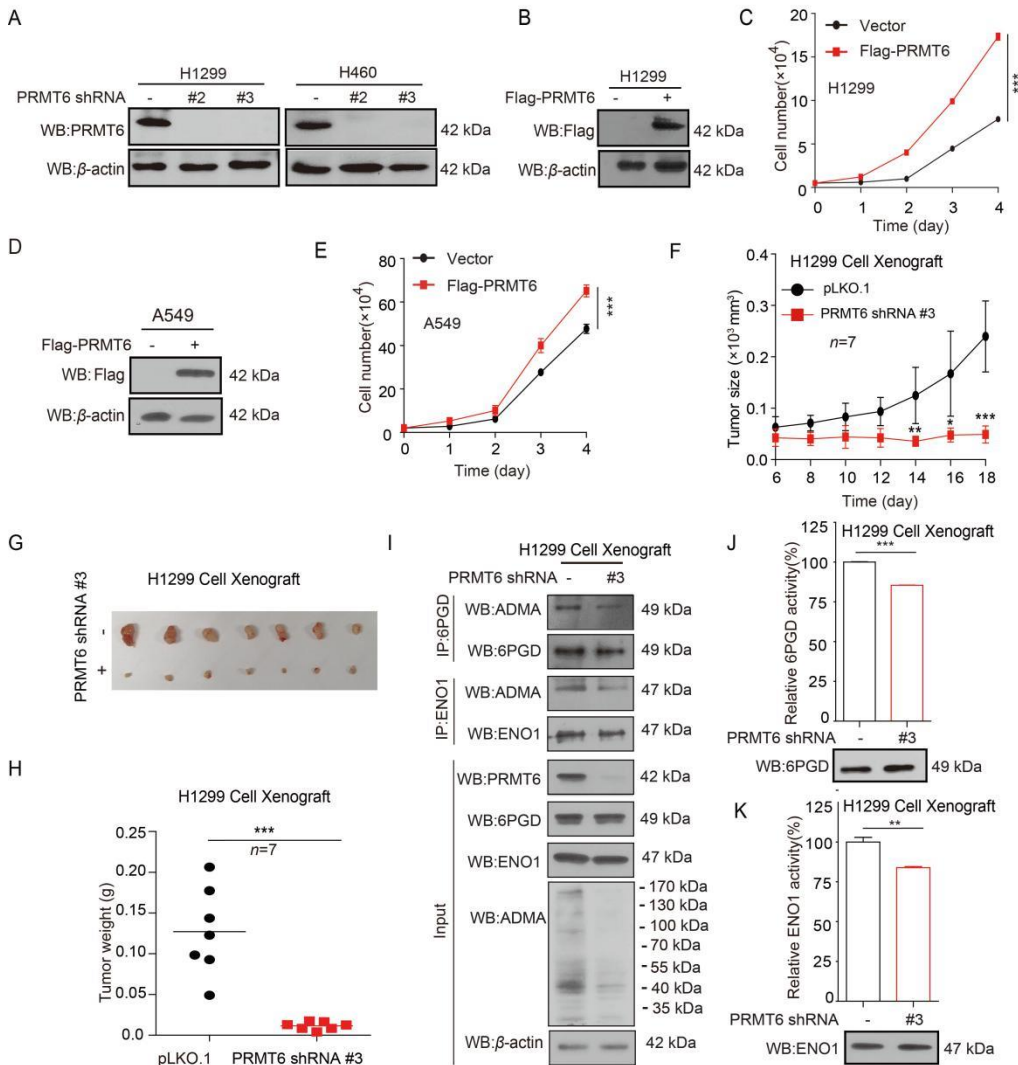 A
H1299
H460
PRMT6 shRNA - #2 #3 - #2 #3
WB:PRMT6 42 kDa
WB:β-actin 42 kDa
B
H1299
Flag-PRMT6 - +
WB:Flag 42 kDa
WB:β-actin 42 kDa
C
Vector
Flag-PRMT6
H1299
***
Cell number(×10⁴)
20
15
10
5
0
0 1 2 3 4
Time (day)
D
A549
Flag-PRMT6 - +
WB:Flag 42 kDa
WB:β-actin 42 kDa
E
Vector
Flag-PRMT6
A549
***
Cell number(×10⁴)
80
60
40
20
0
0 1 2 3 4
Time (day)
F
H1299 Cell Xenograft
pLKO.1
PRMT6 shRNA #3
n=7
Tumor size (×10³ mm³)
0.4
0.3
0.2
0.1
0.0
** * ***
6 8 10 12 14 16 18
Time (day)
G
H1299 Cell Xenograft
PRMT6 shRNA #3
-
+
H
H1299 Cell Xenograft
***
n=7
Tumor weight (g)
0.25
0.20
0.15
0.10
0.05
0.0
pLKO.1 PRMT6 shRNA #3
I
H1299 Cell Xenograft
PRMT6 shRNA - #3
IP:6PGD
WB:ADMA 49 kDa
WB:6PGD 49 kDa
IP:ENO1
WB:ADMA 47 kDa
WB:ENO1 47 kDa
Input
WB:PRMT6 42 kDa
WB:6PGD 49 kDa
WB:ENO1 47 kDa
WB:ADMA
- 170 kDa
- 130 kDa
- 100 kDa
- 70 kDa
- 55 kDa
- 40 kDa
- 35 kDa
WB:β-actin 42 kDa
J
H1299 Cell Xenograft
***
Relative 6PGD activity(%)
125
100
75
50
25
0
PRMT6 shRNA - #3
WB:6PGD 49 kDa
K
H1299 Cell Xenograft
**
Relative ENO1 activity(%)
100
75
50
25
0
PRMT6 shRNA - #3
WB:ENO1 47 kDa